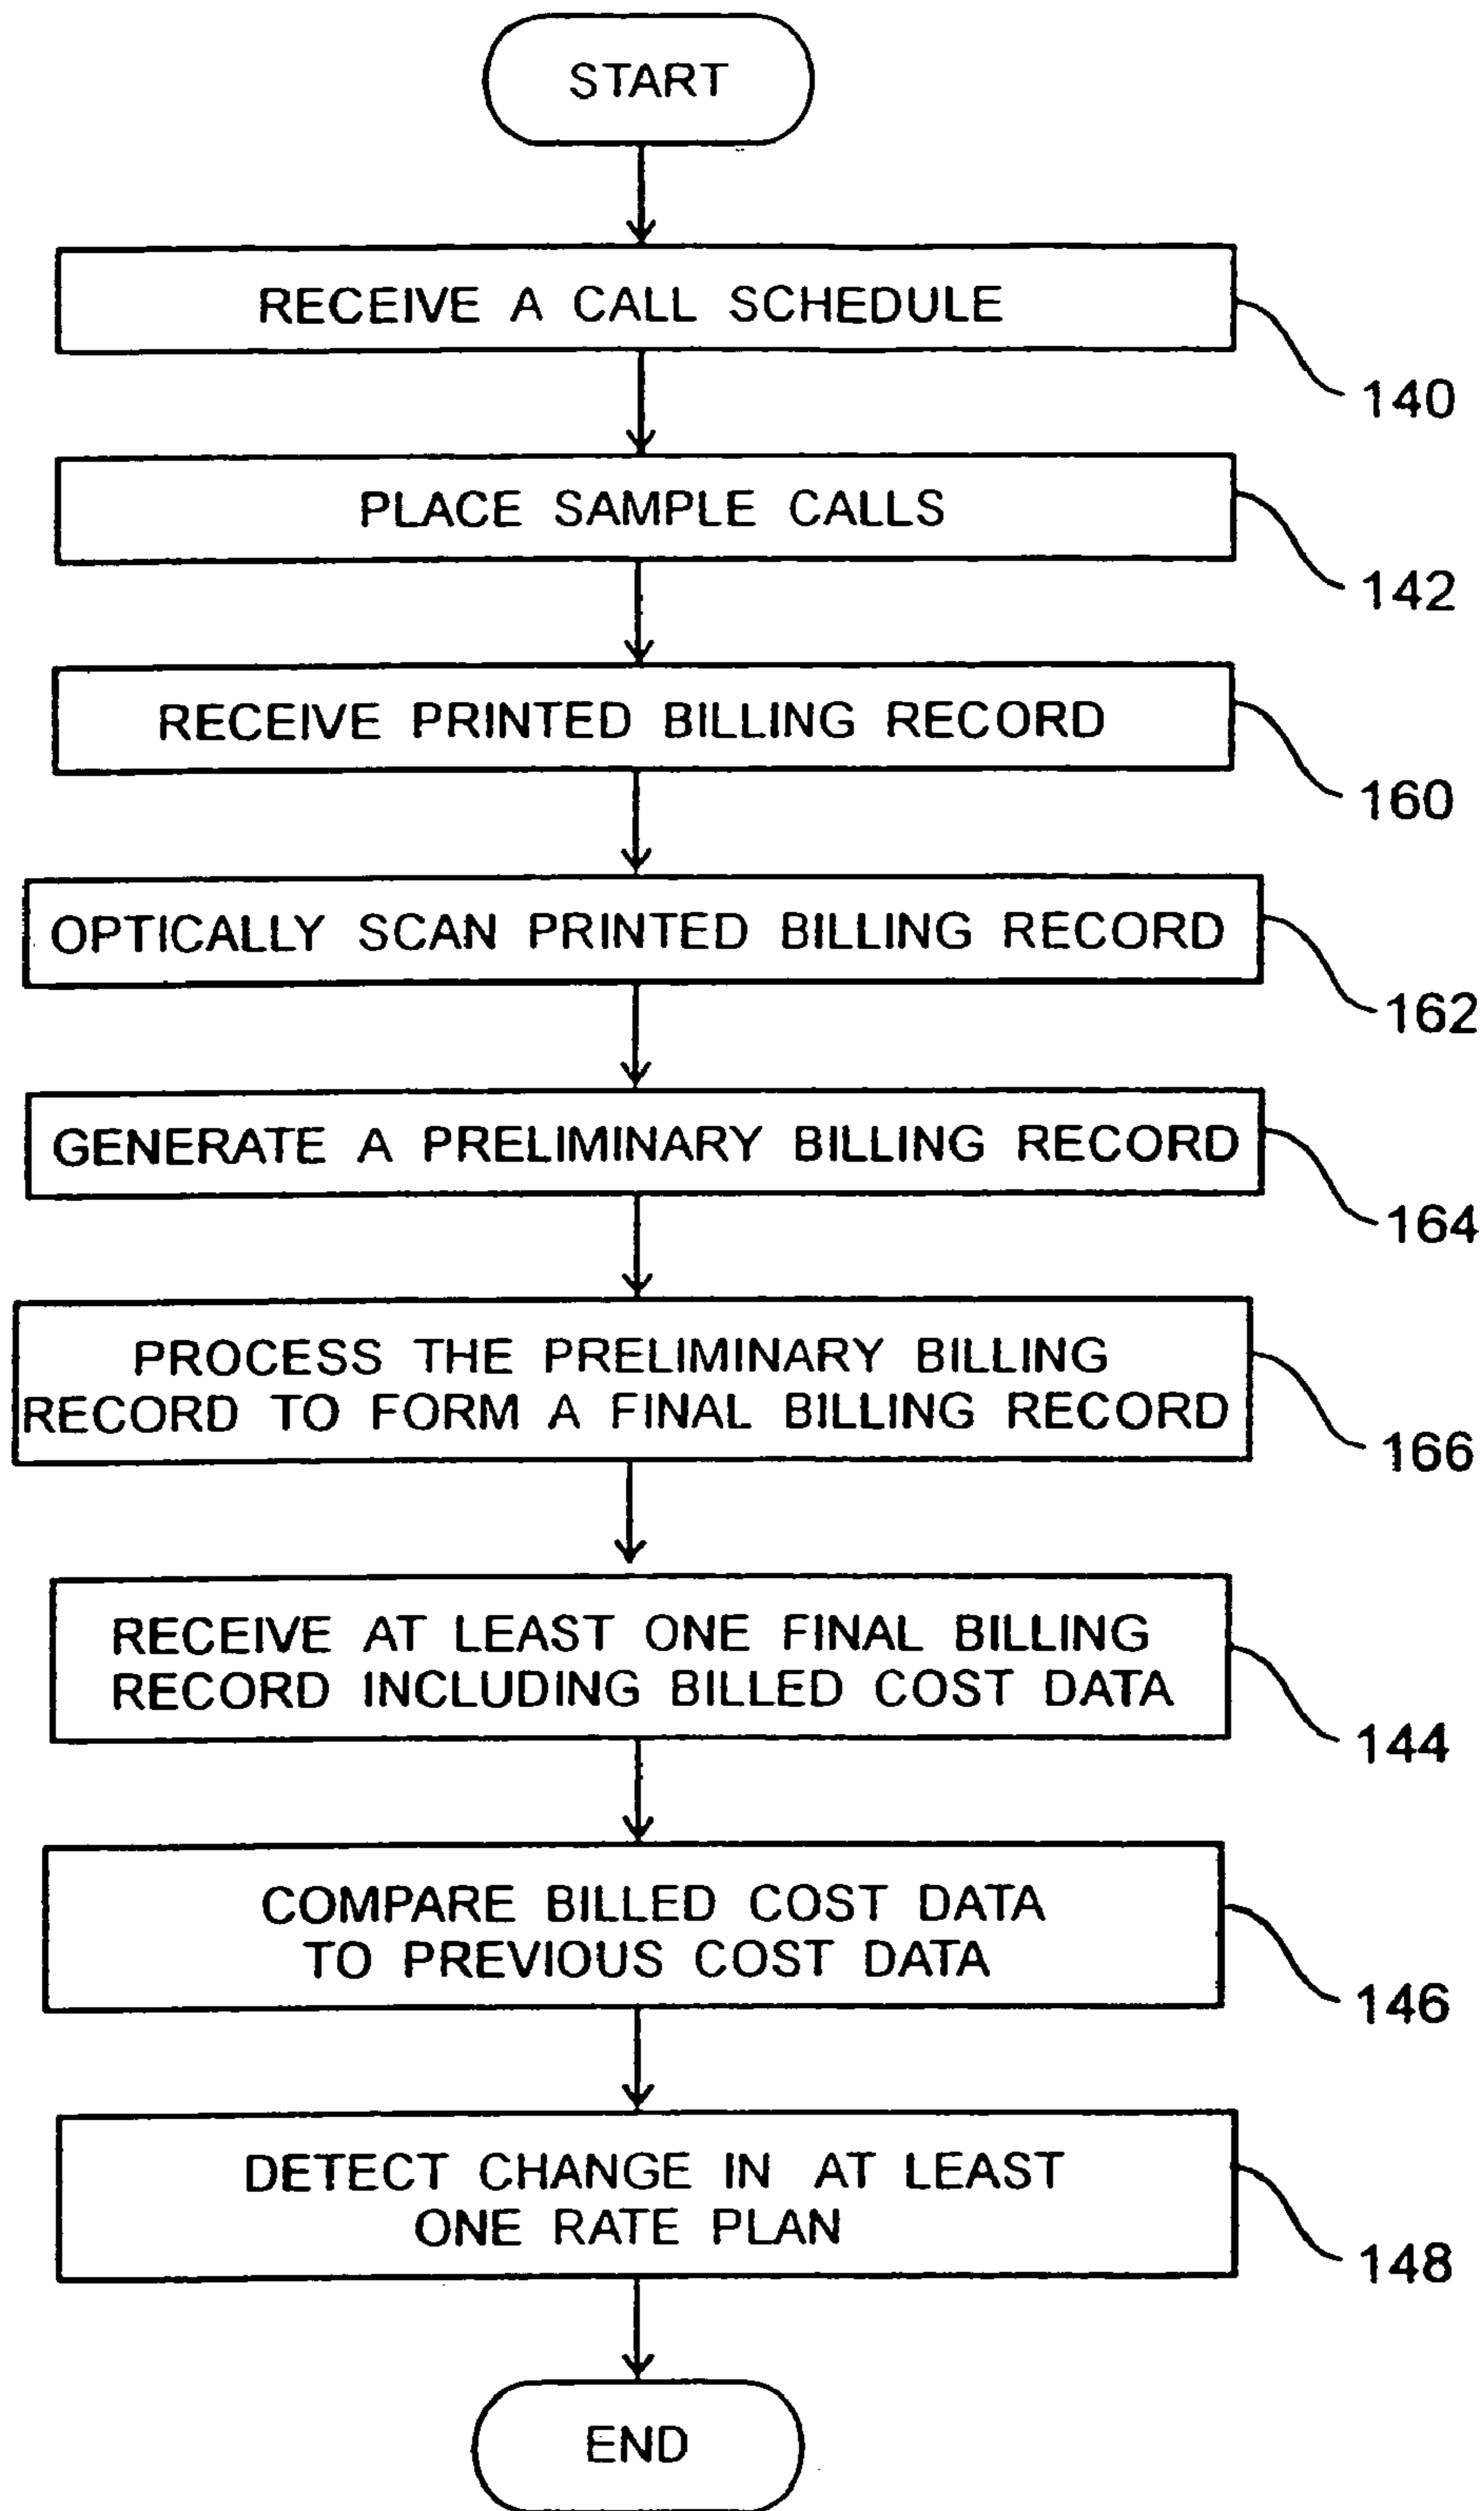 START
RECEIVE A CALL SCHEDULE
140
PLACE SAMPLE CALLS
142
RECEIVE PRINTED BILLING RECORD
160
OPTICALLY SCAN PRINTED BILLING RECORD
162
GENERATE A PRELIMINARY BILLING RECORD
164
PROCESS THE PRELIMINARY BILLING
RECORD TO FORM A FINAL BILLING RECORD
166
RECEIVE AT LEAST ONE FINAL BILLING
RECORD INCLUDING BILLED COST DATA
144
COMPARE BILLED COST DATA
TO PREVIOUS COST DATA
146
DETECT CHANGE IN AT LEAST
ONE RATE PLAN
148
END